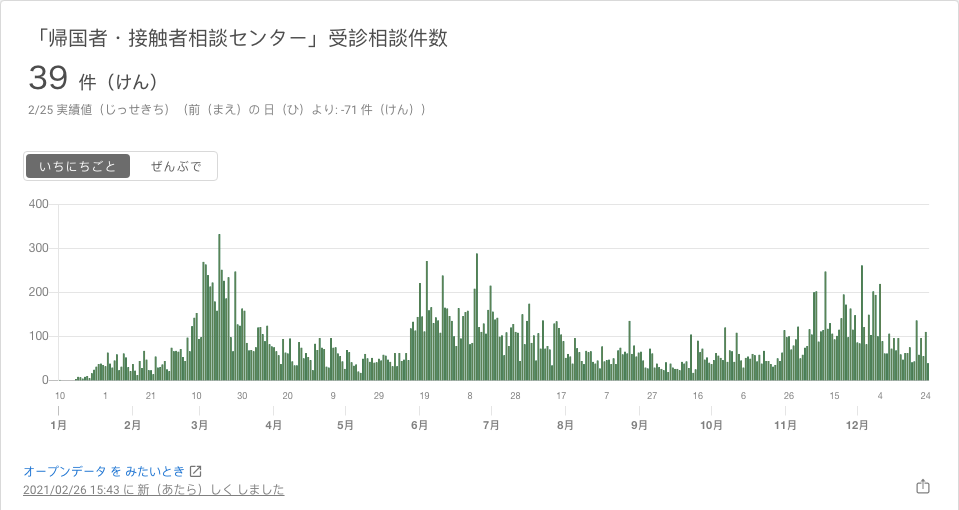 「帰国者・接触者相談センター」受診相談件数
39 件（けん）
2/25 実績値（じっせきち）（前（まえ）の 日（ひ）より: -71 件（けん））
いちにちごと ぜんぶで
400
300
200
100
0
10 1 21 10 30 20 9 29 19 8 28 17 7 27 16 6 26 15 4 24
1月 2月 3月 4月 5月 6月 7月 8月 9月 10月 11月 12月
オープンデータ を みたいとき
2021/02/26 15:43 に 新（あたら）しく しました